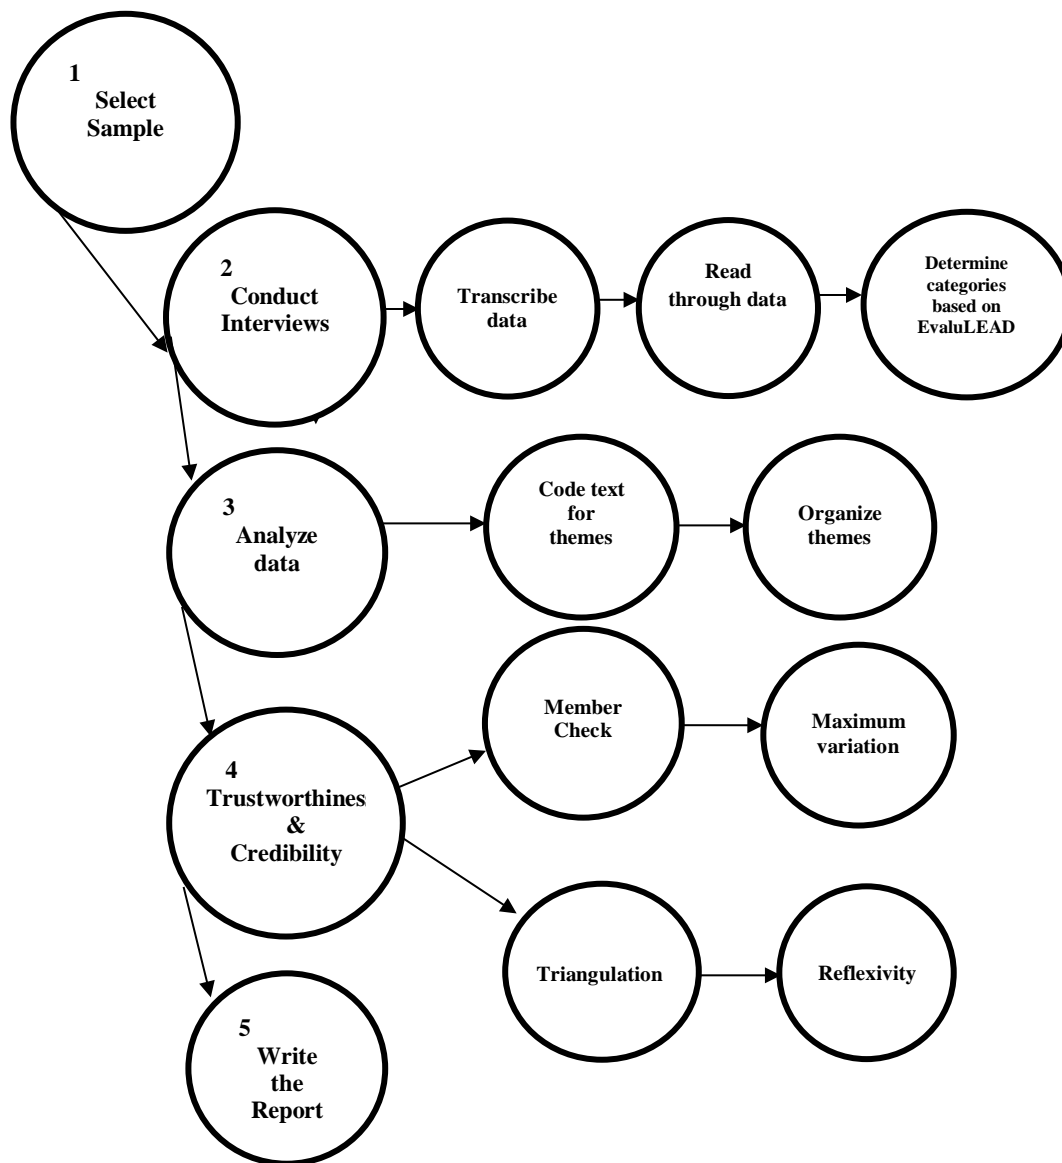 1
Select
Sample
2
Conduct
Interviews
Transcribe
data
Read
through data
Determine
categories
based on
EvaluLEAD
3
Analyze
data
Code text
for
themes
Organize
themes
4
Trustworthines
&
Credibility
Member
Check
Maximum
variation
Triangulation
Reflexivity
5
Write
the
Report